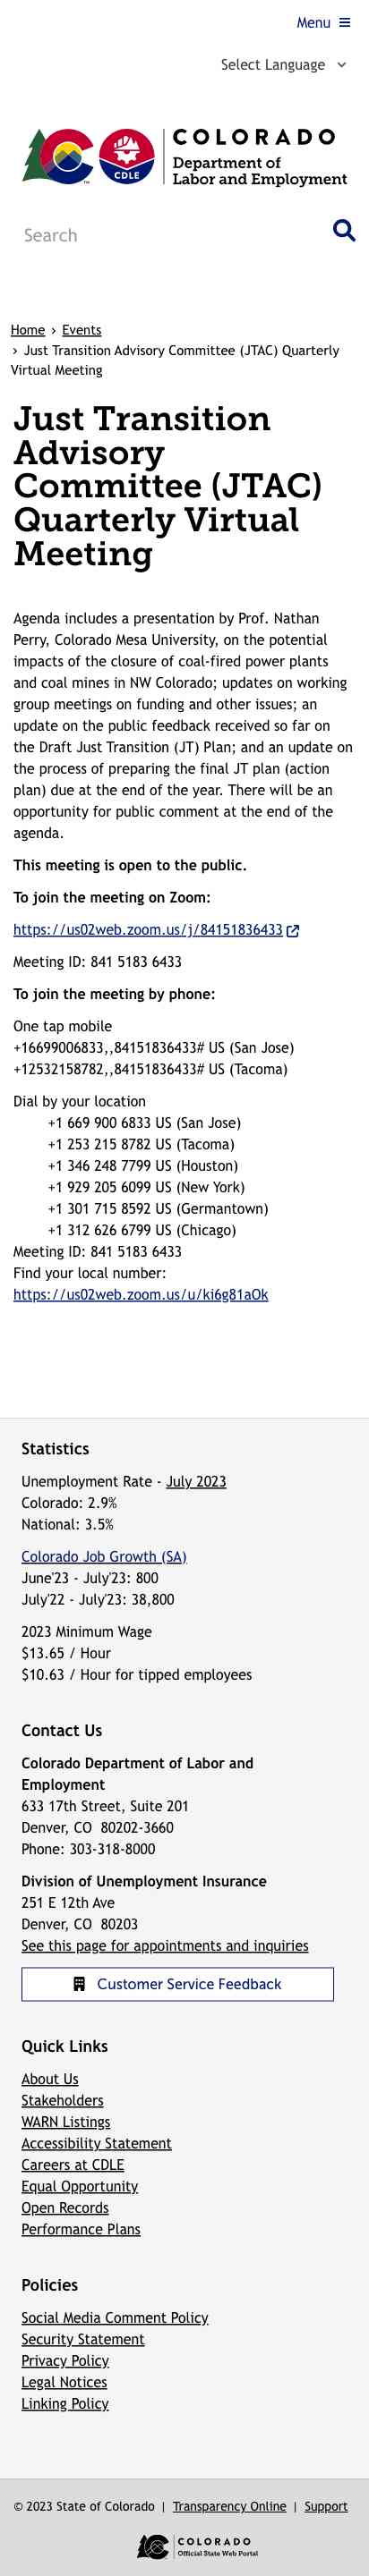 Menu
Select Language
COLORADO
Department of
Labor and Employment
CDLE
TM
Search
Home › Events
› Just Transition Advisory Committee (JTAC) Quarterly
Virtual Meeting
Just Transition
Advisory
Committee (JTAC)
Quarterly Virtual
Meeting
Agenda includes a presentation by Prof. Nathan
Perry, Colorado Mesa University, on the potential
impacts of the closure of coal-fired power plants
and coal mines in NW Colorado; updates on working
group meetings on funding and other issues; an
update on the public feedback received so far on
the Draft Just Transition (JT) Plan; and an update on
the process of preparing the final JT plan (action
plan) due at the end of the year. There will be an
opportunity for public comment at the end of the
agenda.
This meeting is open to the public.
To join the meeting on Zoom:
https://us02web.zoom.us/j/84151836433
Meeting ID: 841 5183 6433
To join the meeting by phone:
One tap mobile
+16699006833,,84151836433# US (San Jose)
+12532158782,,84151836433# US (Tacoma)
Dial by your location
+1 669 900 6833 US (San Jose)
+1 253 215 8782 US (Tacoma)
+1 346 248 7799 US (Houston)
+1 929 205 6099 US (New York)
+1 301 715 8592 US (Germantown)
+1 312 626 6799 US (Chicago)
Meeting ID: 841 5183 6433
Find your local number:
https://us02web.zoom.us/u/ki6g81aOk
Statistics
Unemployment Rate - July 2023
Colorado: 2.9%
National: 3.5%
Colorado Job Growth (SA)
June'23 - July'23: 800
July'22 - July'23: 38,800
2023 Minimum Wage
$13.65 / Hour
$10.63 / Hour for tipped employees
Contact Us
Colorado Department of Labor and
Employment
633 17th Street, Suite 201
Denver, CO  80202-3660
Phone: 303-318-8000
Division of Unemployment Insurance
251 E 12th Ave
Denver, CO  80203
See this page for appointments and inquiries
Customer Service Feedback
Quick Links
About Us
Stakeholders
WARN Listings
Accessibility Statement
Careers at CDLE
Equal Opportunity
Open Records
Performance Plans
Policies
Social Media Comment Policy
Security Statement
Privacy Policy
Legal Notices
Linking Policy
© 2023 State of Colorado | Transparency Online | Support
COLORADO
Official State Web Portal